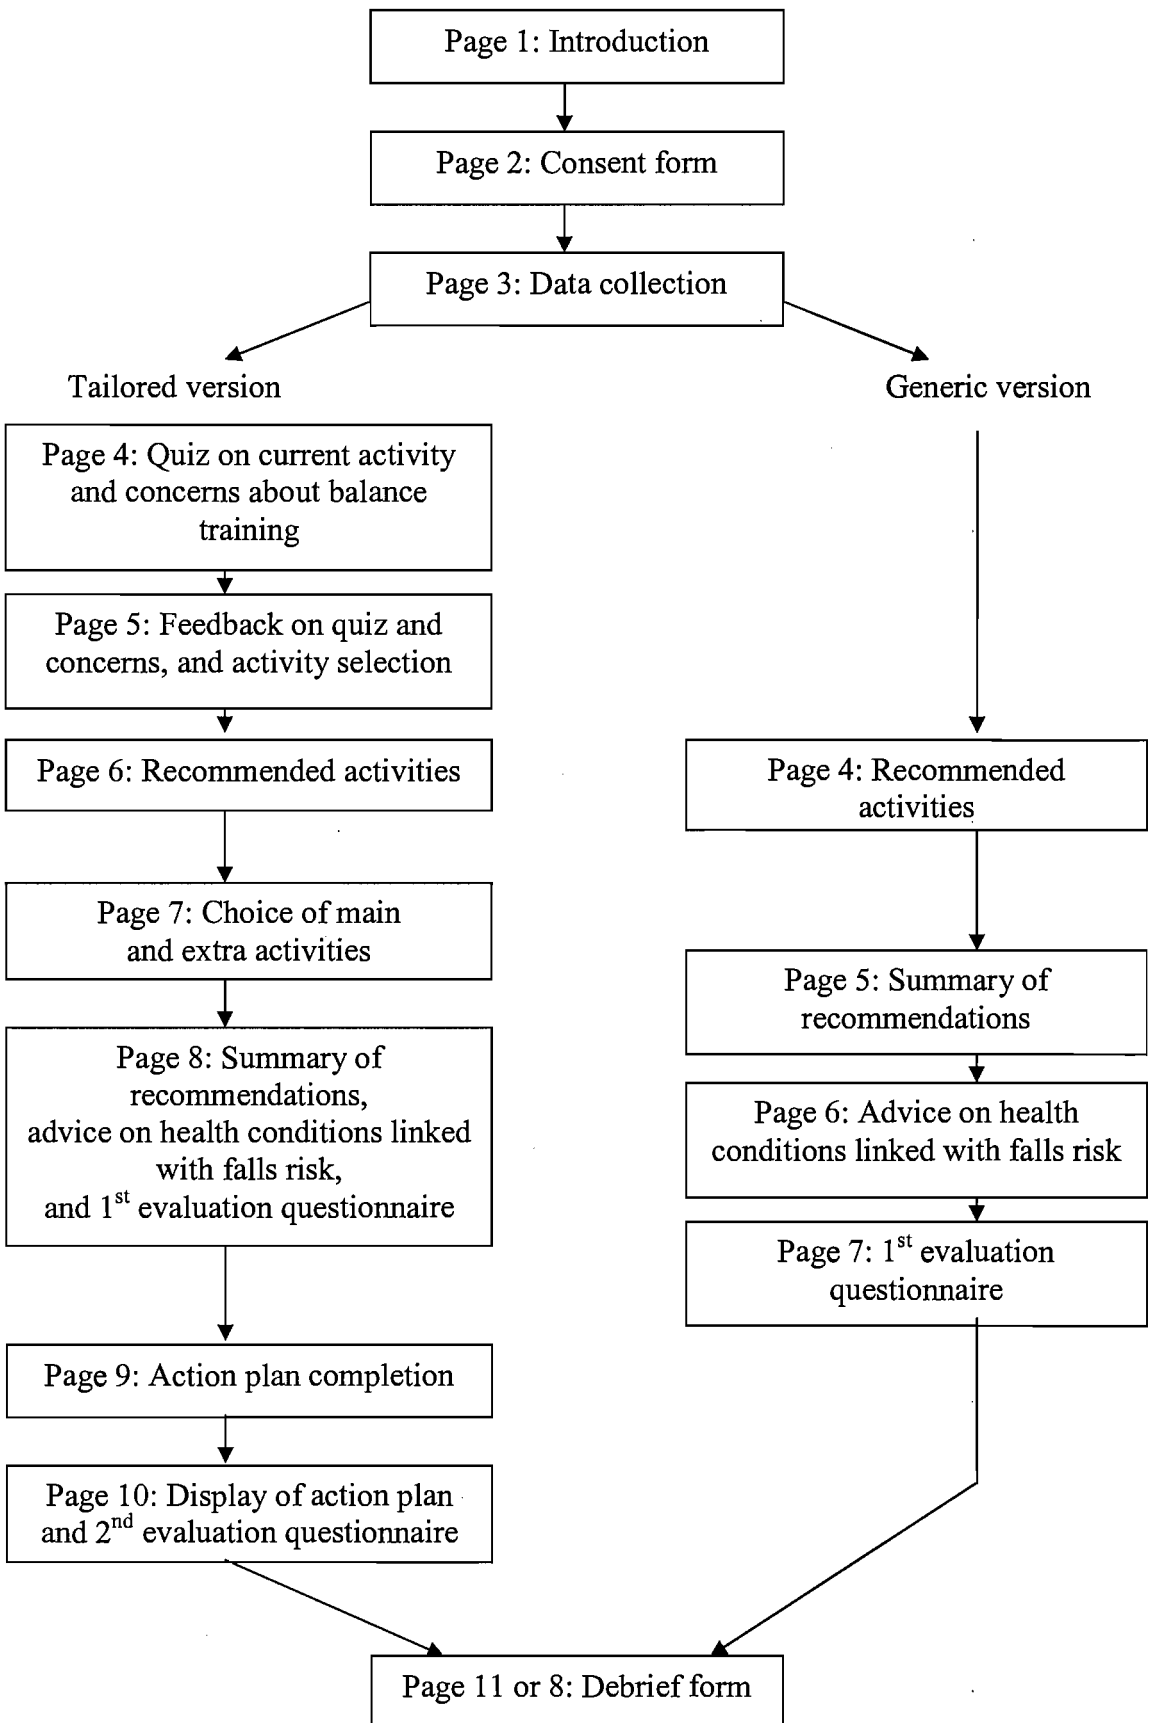 Page 1: Introduction
Page 2: Consent form
Page 3: Data collection
Tailored version
Generic version
Page 4: Quiz on current activity
and concerns about balance
training
Page 5: Feedback on quiz and
concerns, and activity selection
Page 6: Recommended activities
Page 7: Choice of main
and extra activities
Page 8: Summary of
recommendations,
advice on health conditions linked
with falls risk,
and 1st evaluation questionnaire
Page 9: Action plan completion
Page 10: Display of action plan
and 2nd evaluation questionnaire
Page 4: Recommended
activities
Page 5: Summary of
recommendations
Page 6: Advice on health
conditions linked with falls risk
Page 7: 1st evaluation
questionnaire
Page 11 or 8: Debrief form